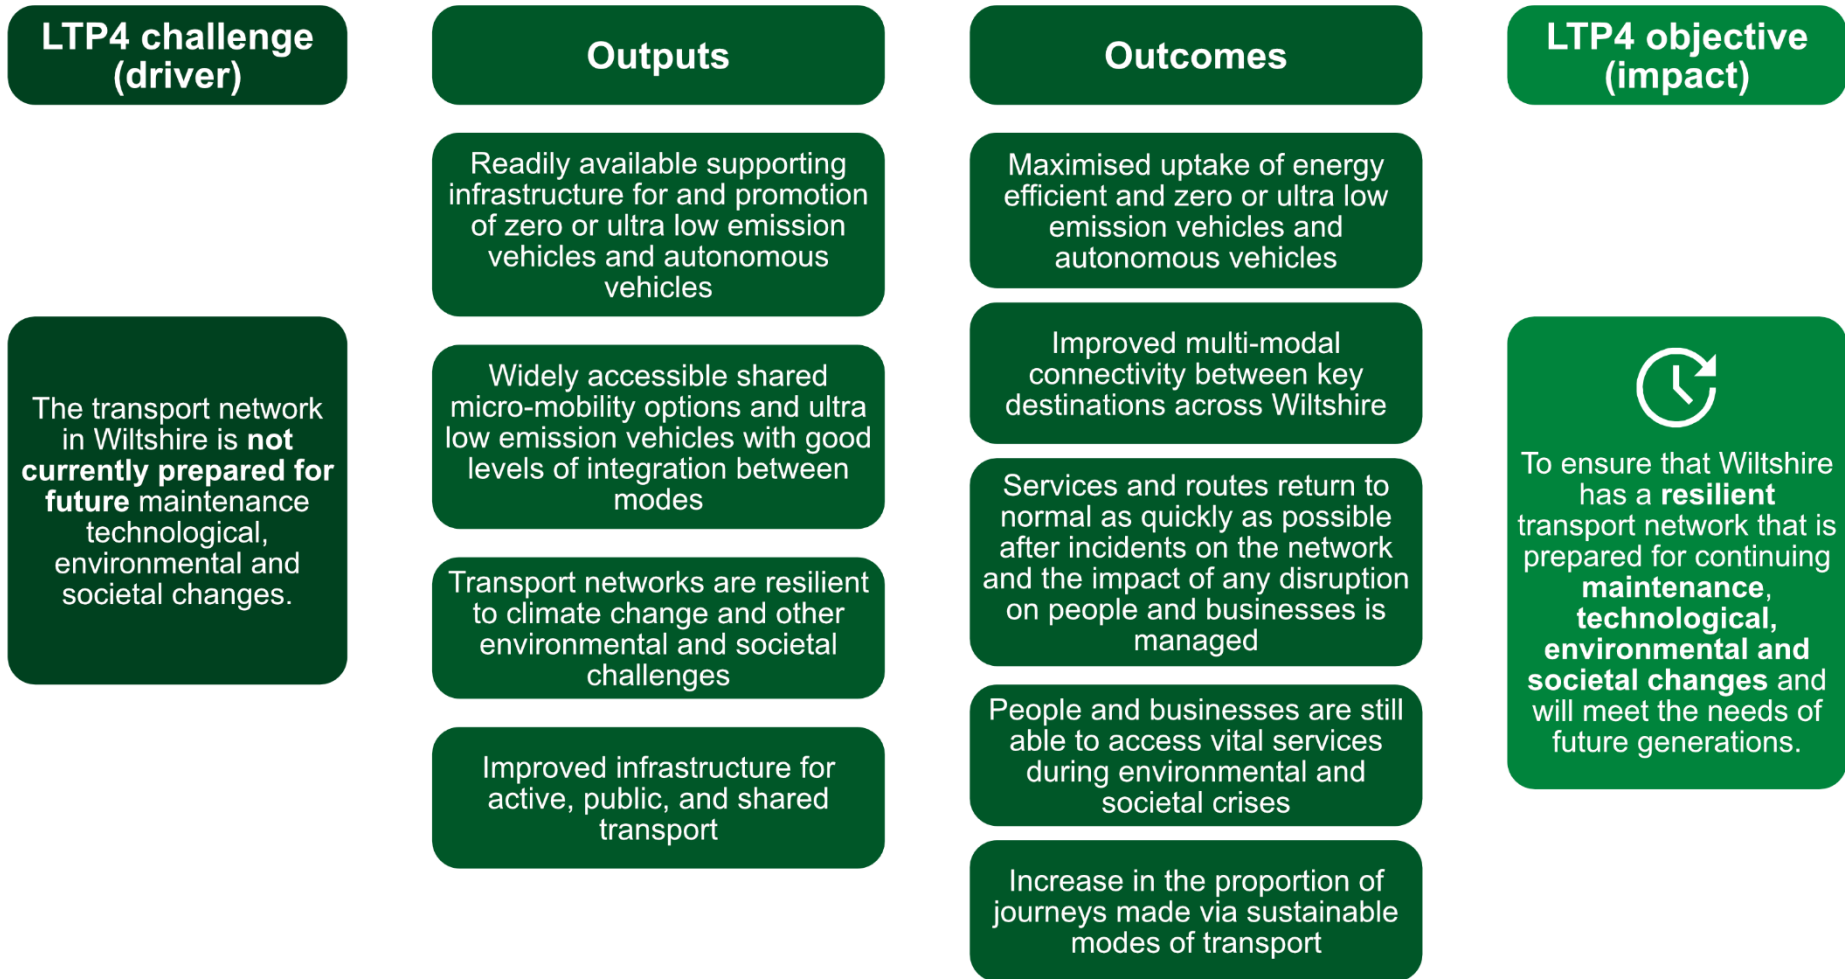 LTP4 challenge
(driver)
The transport network
in Wiltshire is not
currently prepared for
future maintenance
technological,
environmental and
societal changes.
Outputs
Readily available supporting
infrastructure for and promotion
of zero or ultra low emission
vehicles and autonomous
vehicles
Widely accessible shared
micro-mobility options and ultra
low emission vehicles with good
levels of integration between
modes
Transport networks are resilient
to climate change and other
environmental and societal
challenges
Improved infrastructure for
active, public, and shared
transport
Outcomes
Maximised uptake of energy
efficient and zero or ultra low
emission vehicles and
autonomous vehicles
Improved multi-modal
connectivity between key
destinations across Wiltshire
Services and routes return to
normal as quickly as possible
after incidents on the network
and the impact of any disruption
on people and businesses is
managed
People and businesses are still
able to access vital services
during environmental and
societal crises
Increase in the proportion of
journeys made via sustainable
modes of transport
LTP4 objective
(impact)
To ensure that Wiltshire
has a resilient
transport network that is
prepared for continuing
maintenance,
technological,
environmental and
societal changes and
will meet the needs of
future generations.